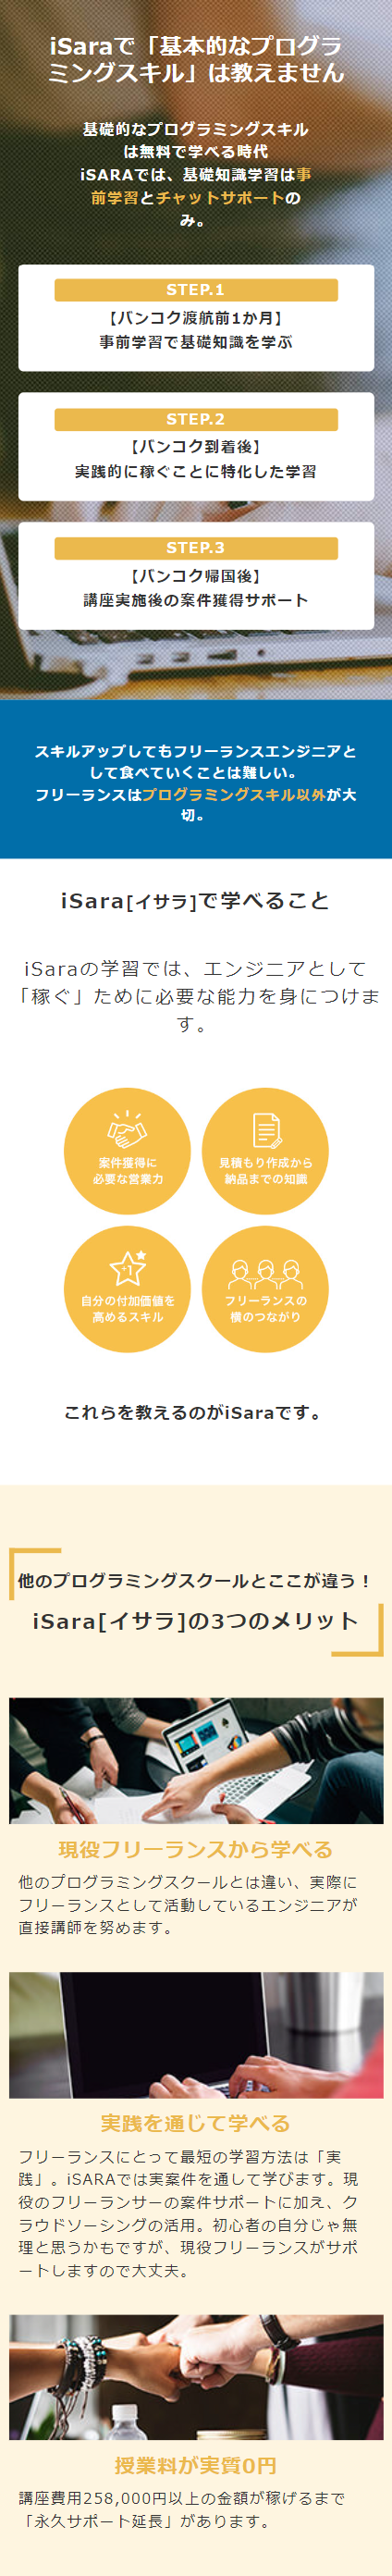 iSaraで「基本的なプログラ
ミングスキル」は教えません
基礎的なプログラミングスキル
は無料で学べる時代
iSARAでは、基礎知識学習は事
前学習とチャットサポートの
み。
STEP.1
【バンコク渡航前1か月】
事前学習で基礎知識を学ぶ
STEP.2
【バンコク到着後】
実践的に稼ぐことに特化した学習
STEP.3
【バンコク帰国後】
講座実施後の案件獲得サポート
スキルアップしてもフリーランスエンジニアと
して食べていくことは難しい。
フリーランスはプログラミングスキル以外が大
切。
iSara[イサラ]で学べること
iSaraの学習では、エンジニアとして
「稼ぐ」ために必要な能力を身につけま
す。
案件獲得に
必要な営業力
見積もり作成から
納品までの知識
+1
自分の付加価値を
高めるスキル
フリーランスの
横のつながり
これらを教えるのがiSaraです。
他のプログラミングスクールとここが違う！
iSara[イサラ]の3つのメリット
現役フリーランスから学べる
他のプログラミングスクールとは違い、実際に
フリーランスとして活動しているエンジニアが
直接講師を努めます。
実践を通じて学べる
フリーランスにとって最短の学習方法は「実
践」。iSARAでは実案件を通して学びます。現
役のフリーランサーの案件サポートに加え、ク
ラウドソーシングの活用。初心者の自分じゃ無
理と思うかもですが、現役フリーランスがサポ
ートしますので大丈夫。
授業料が実質0円
講座費用258,000円以上の金額が稼げるまで
「永久サポート延長」があります。